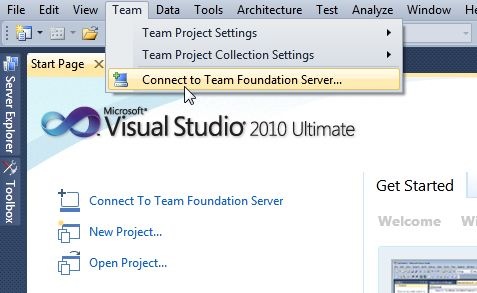 File Edit View Team Data Tools Architecture Test Analyze Window
Team Project Settings
Team Project Collection Settings
Connect to Team Foundation Server...
Start Page
Server Explorer
Toolbox
Microsoft®
Visual Studio® 2010 Ultimate
Connect To Team Foundation Server
New Project...
Open Project...
Get Started
Welcome